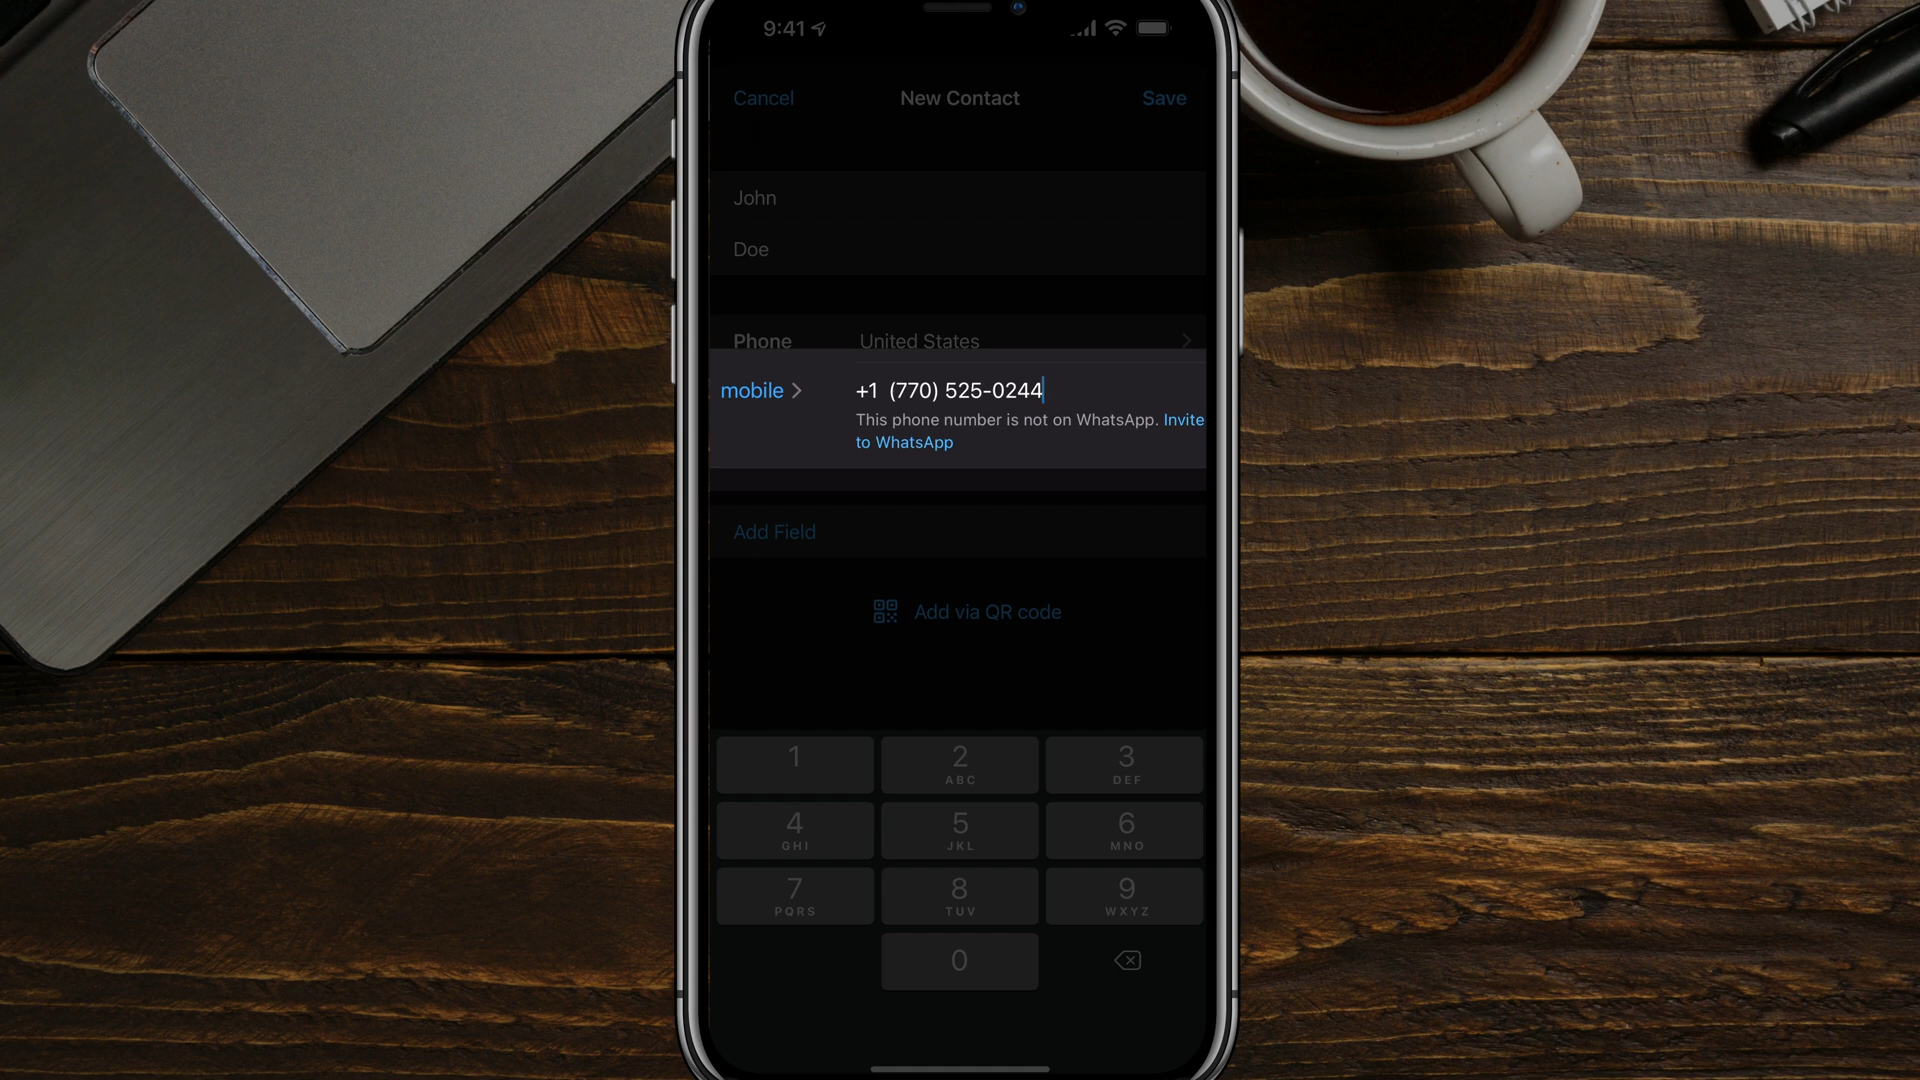 9:41
Cancel New Contact Save
John
Doe
Phone United States
mobile +1 (770) 525-0244
This phone number is not on WhatsApp. Invite
to WhatsApp
Add Field
Add via QR code
1 2 3
ABC DEF
4 5 6
GHI JKL MNO
7 8 9
PQRS TUV WXYZ
0